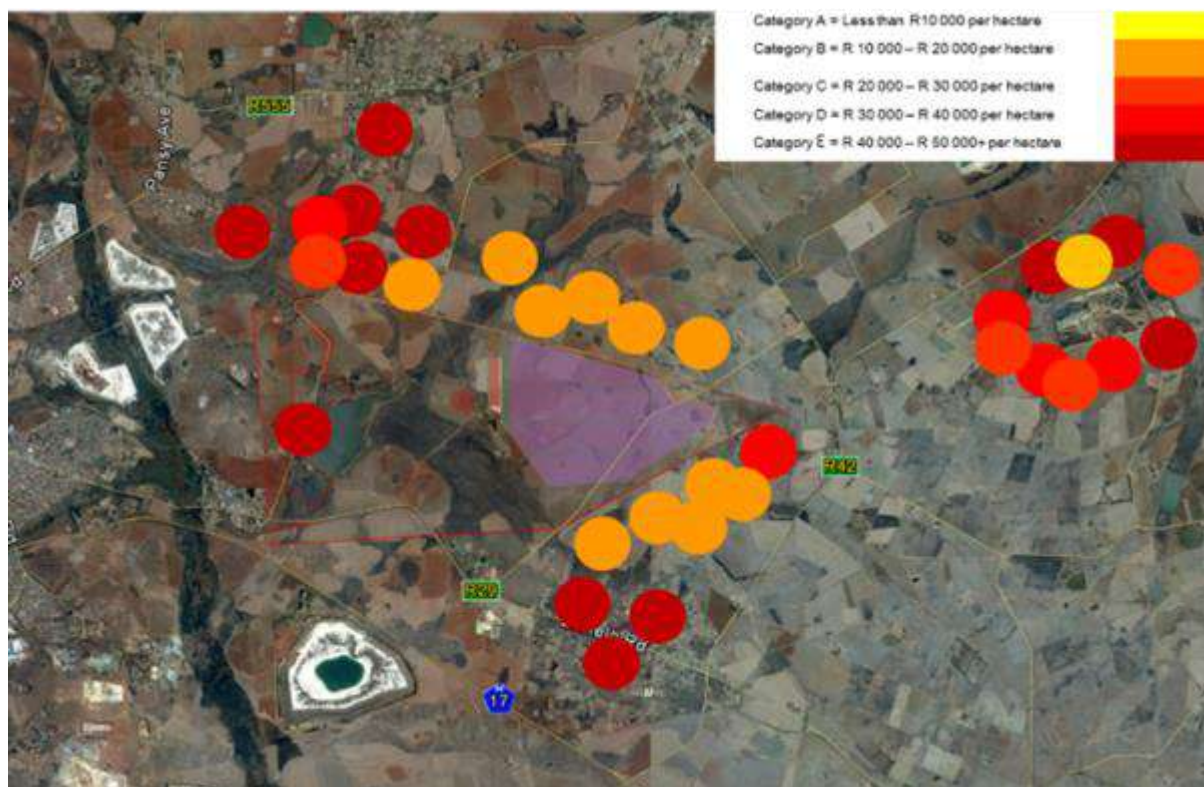 Category A = Less than R10 000 per hectare
Category B = R 10 000 – R 20 000 per hectare
Category C = R 20 000 – R 30 000 per hectare
Category D = R 30 000 – R 40 000 per hectare
Category E = R 40 000 – R 50 000+ per hectare
R555
Pansy Ave
R42
R29
M
17